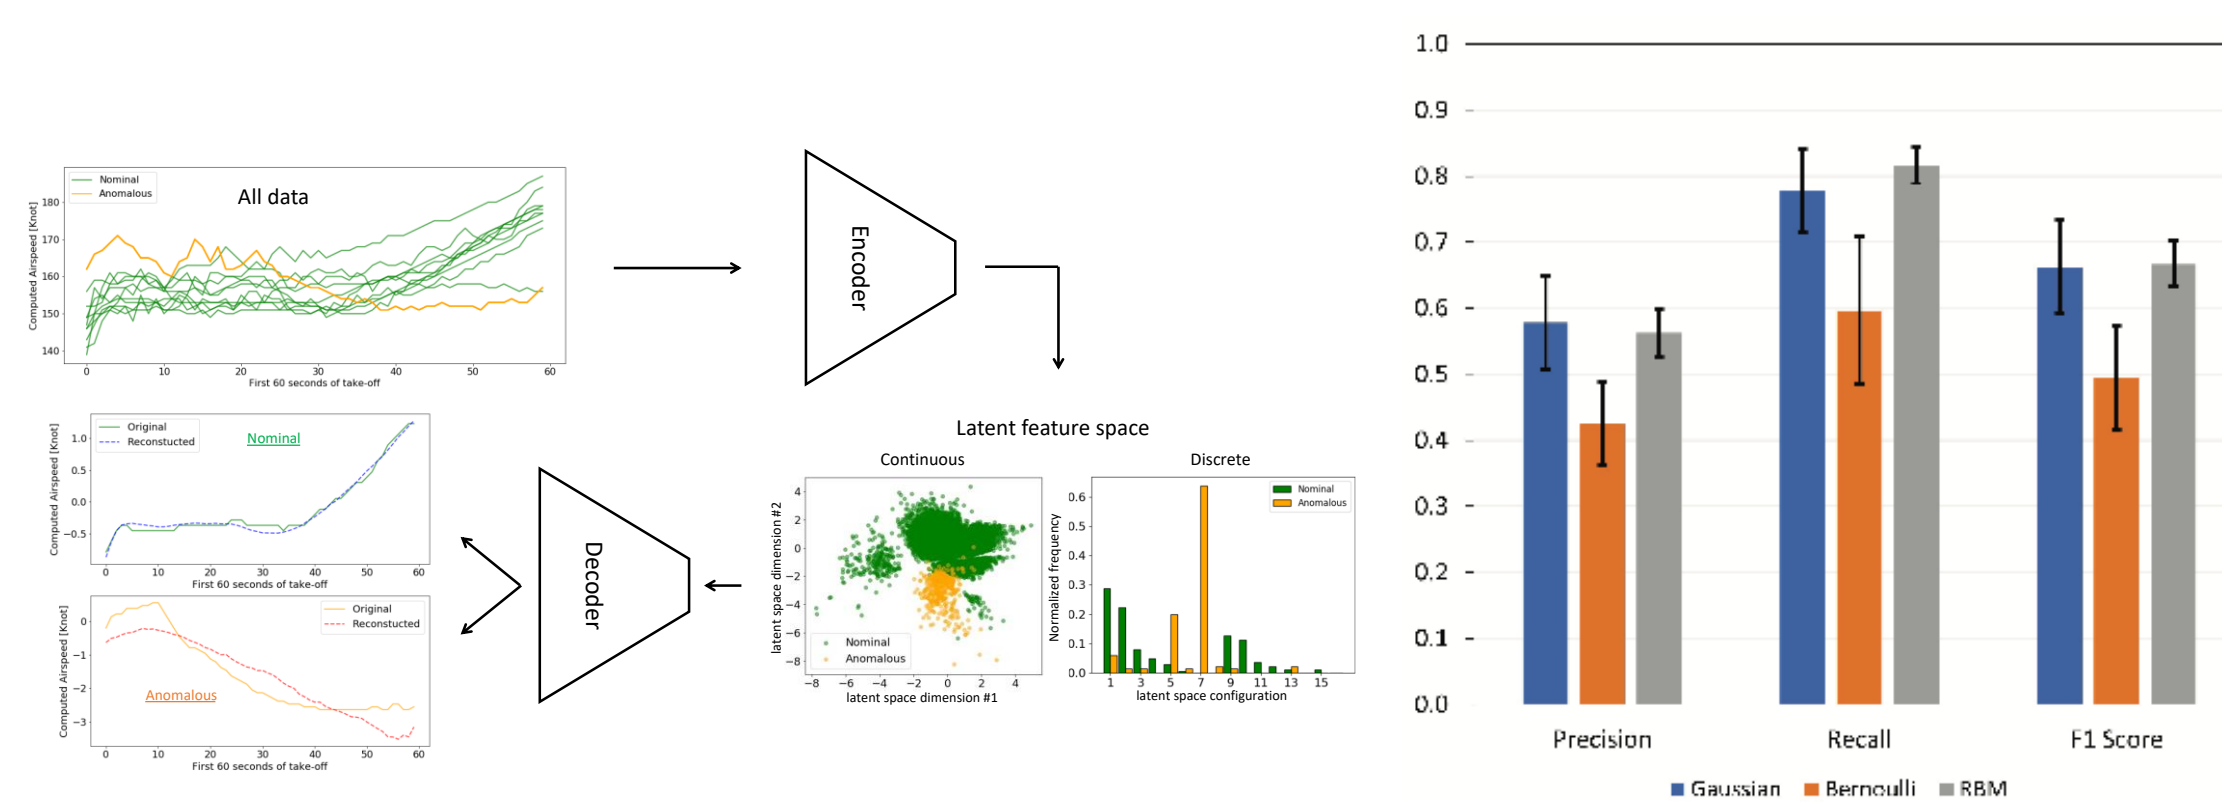 Nominal
Anomalous
All data
Computed Airspeed [Knot]
180
170
160
150
140
0 10 20 30 40 50 60
First 60 seconds of take-off
Encoder
Original
Reconstucted
Nominal
Computed Airspeed [Knot]
1.0
0.5
0.0
−0.5
0 10 20 30 40 50 60
First 60 seconds of take-off
Original
Reconstucted
Anomalous
Computed Airspeed [Knot]
0
−1
−2
−3
0 10 20 30 40 50 60
First 60 seconds of take-off
Decoder
Latent feature space
Continuous
latent space dimension #2
4
2
0
−2
−4
−6
−8
Nominal
Anomalous
−8 −6 −4 −2 0 2 4
latent space dimension #1
Discrete
Nominal
Anomalous
Normalized frequency
0.6
0.5
0.4
0.3
0.2
0.1
0.0
1 3 5 7 9 11 13 15
latent space configuration
1.0
0.9
0.8
0.7
0.6
0.5
0.4
0.3
0.2
0.1
0.0
Precision Recall F1 Score
Gaussian Bernoulli RBM